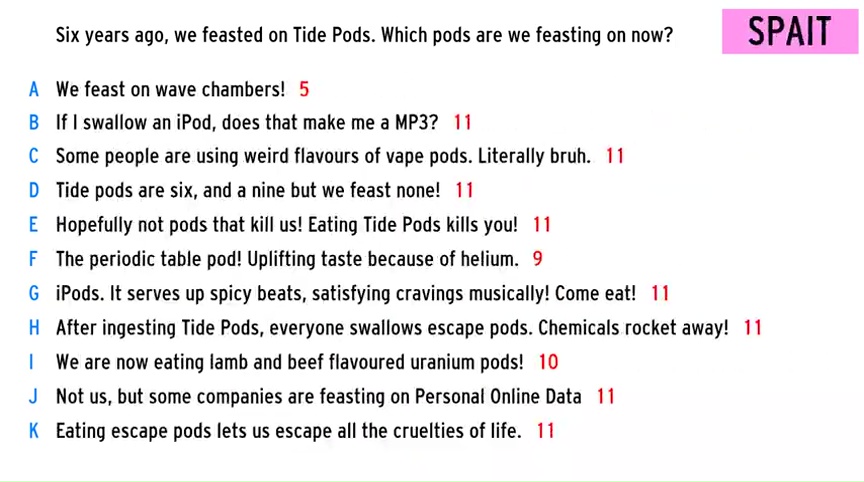 Six years ago, we feasted on Tide Pods. Which pods are we feasting on now?
SPAIT
A We feast on wave chambers! 5
B If I swallow an iPod, does that make me a MP3? 11
C Some people are using weird flavours of vape pods. Literally bruh. 11
D Tide pods are six, and a nine but we feast none! 11
E Hopefully not pods that kill us! Eating Tide Pods kills you! 11
F The periodic table pod! Uplifting taste because of helium. 9
G iPods. It serves up spicy beats, satisfying cravings musically! Come eat! 11
H After ingesting Tide Pods, everyone swallows escape pods. Chemicals rocket away! 11
I We are now eating lamb and beef flavoured uranium pods! 10
J Not us, but some companies are feasting on Personal Online Data 11
K Eating escape pods lets us escape all the cruelties of life. 11